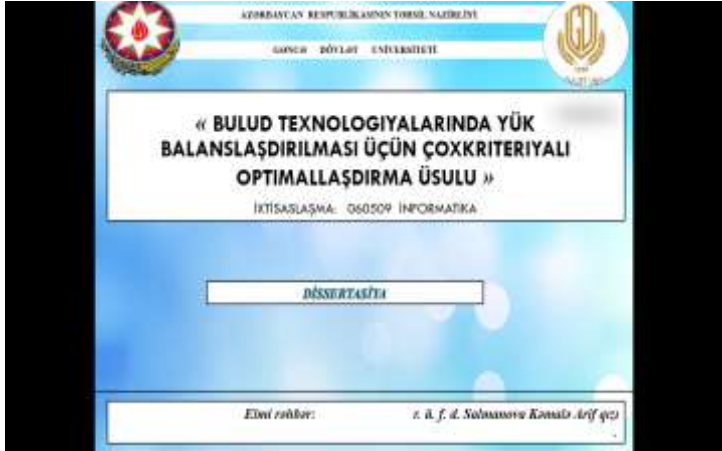 AZƏRBAYCAN RESPUBLİKASININ TƏHSİL NAZİRLİYİ
GƏNCƏ DÖVLƏT UNİVERSİTETİ
« BULUD TEXNOLOGIYALARINDA YÜK
BALANSLAŞDIRILMASI ÜÇÜN ÇOXKRITERIYALI
OPTIMALLAŞDIRMA ÜSULU »
İXTİSASLAŞMA: 060509 İNFORMATİKA
DİSSERTASİYA
Elmi rəhbər: r. ü. f. d. Salmanova Kəmalə Arif qızı